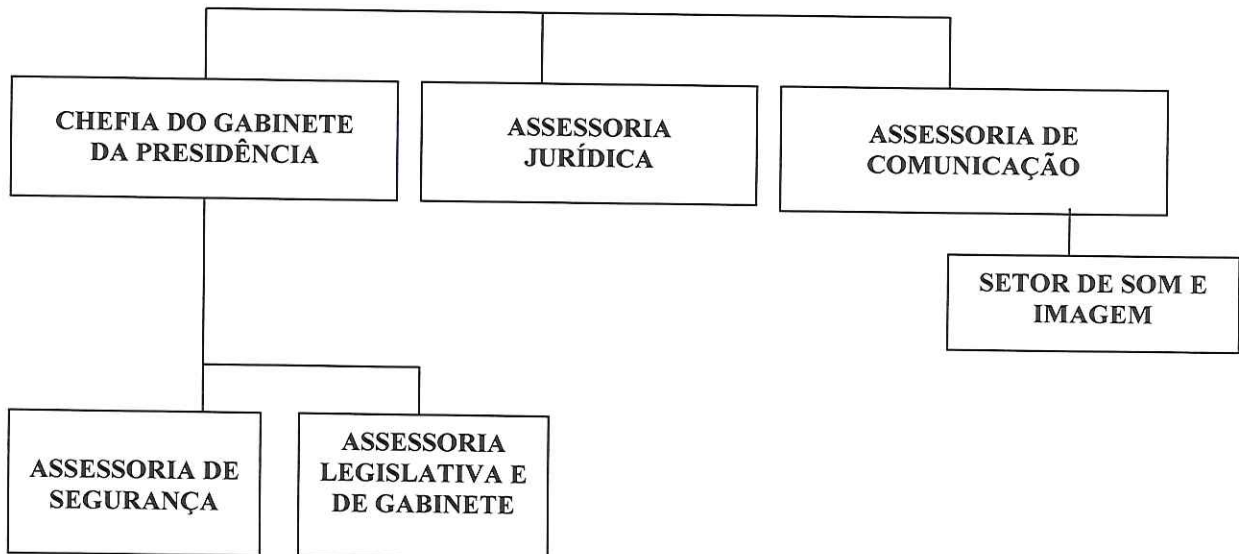 CHEFIA DO GABINETE
DA PRESIDÊNCIA
ASSESSORIA
JURÍDICA
ASSESSORIA DE
COMUNICAÇÃO
SETOR DE SOM E
IMAGEM
ASSESSORIA DE
SEGURANÇA
ASSESSORIA
LEGISLATIVA E
DE GABINETE